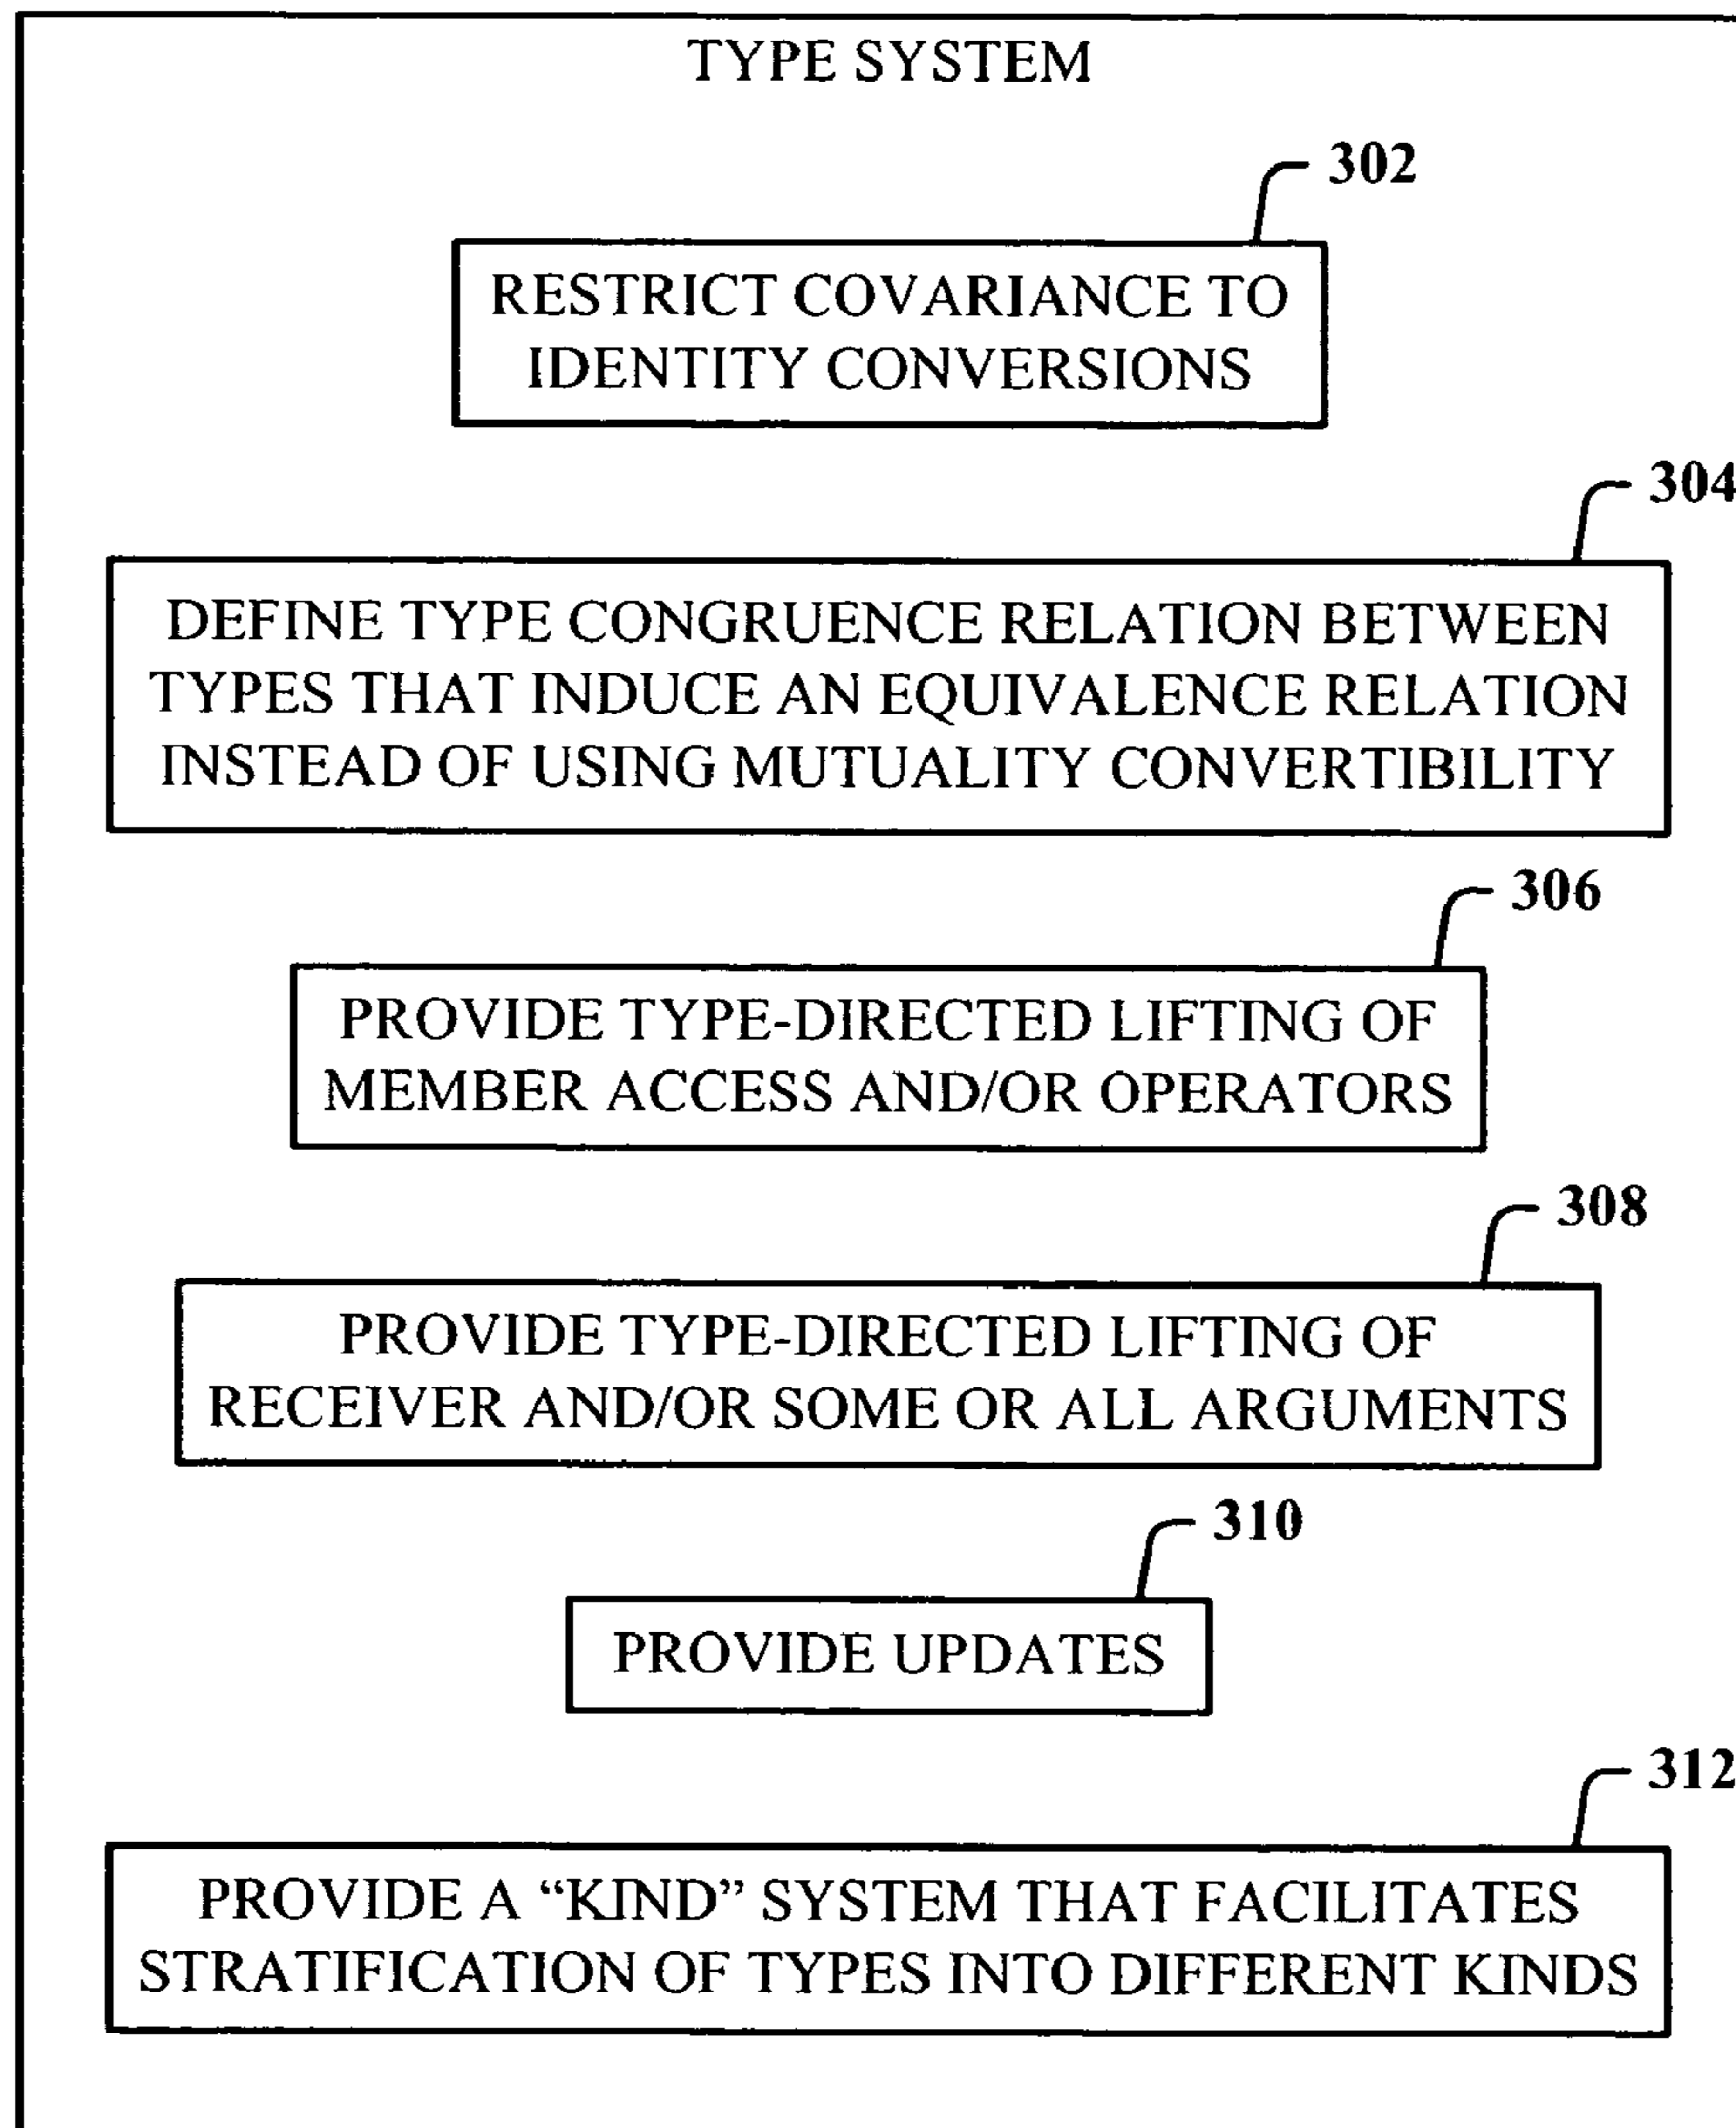 TYPE SYSTEM
302
RESTRICT COVARIANCE TO
IDENTITY CONVERSIONS
304
DEFINE TYPE CONGRUENCE RELATION BETWEEN
TYPES THAT INDUCE AN EQUIVALENCE RELATION
INSTEAD OF USING MUTUALITY CONVERTIBILITY
306
PROVIDE TYPE-DIRECTED LIFTING OF
MEMBER ACCESS AND/OR OPERATORS
308
PROVIDE TYPE-DIRECTED LIFTING OF
RECEIVER AND/OR SOME OR ALL ARGUMENTS
310
PROVIDE UPDATES
312
PROVIDE A “KIND” SYSTEM THAT FACILITATES
STRATIFICATION OF TYPES INTO DIFFERENT KINDS